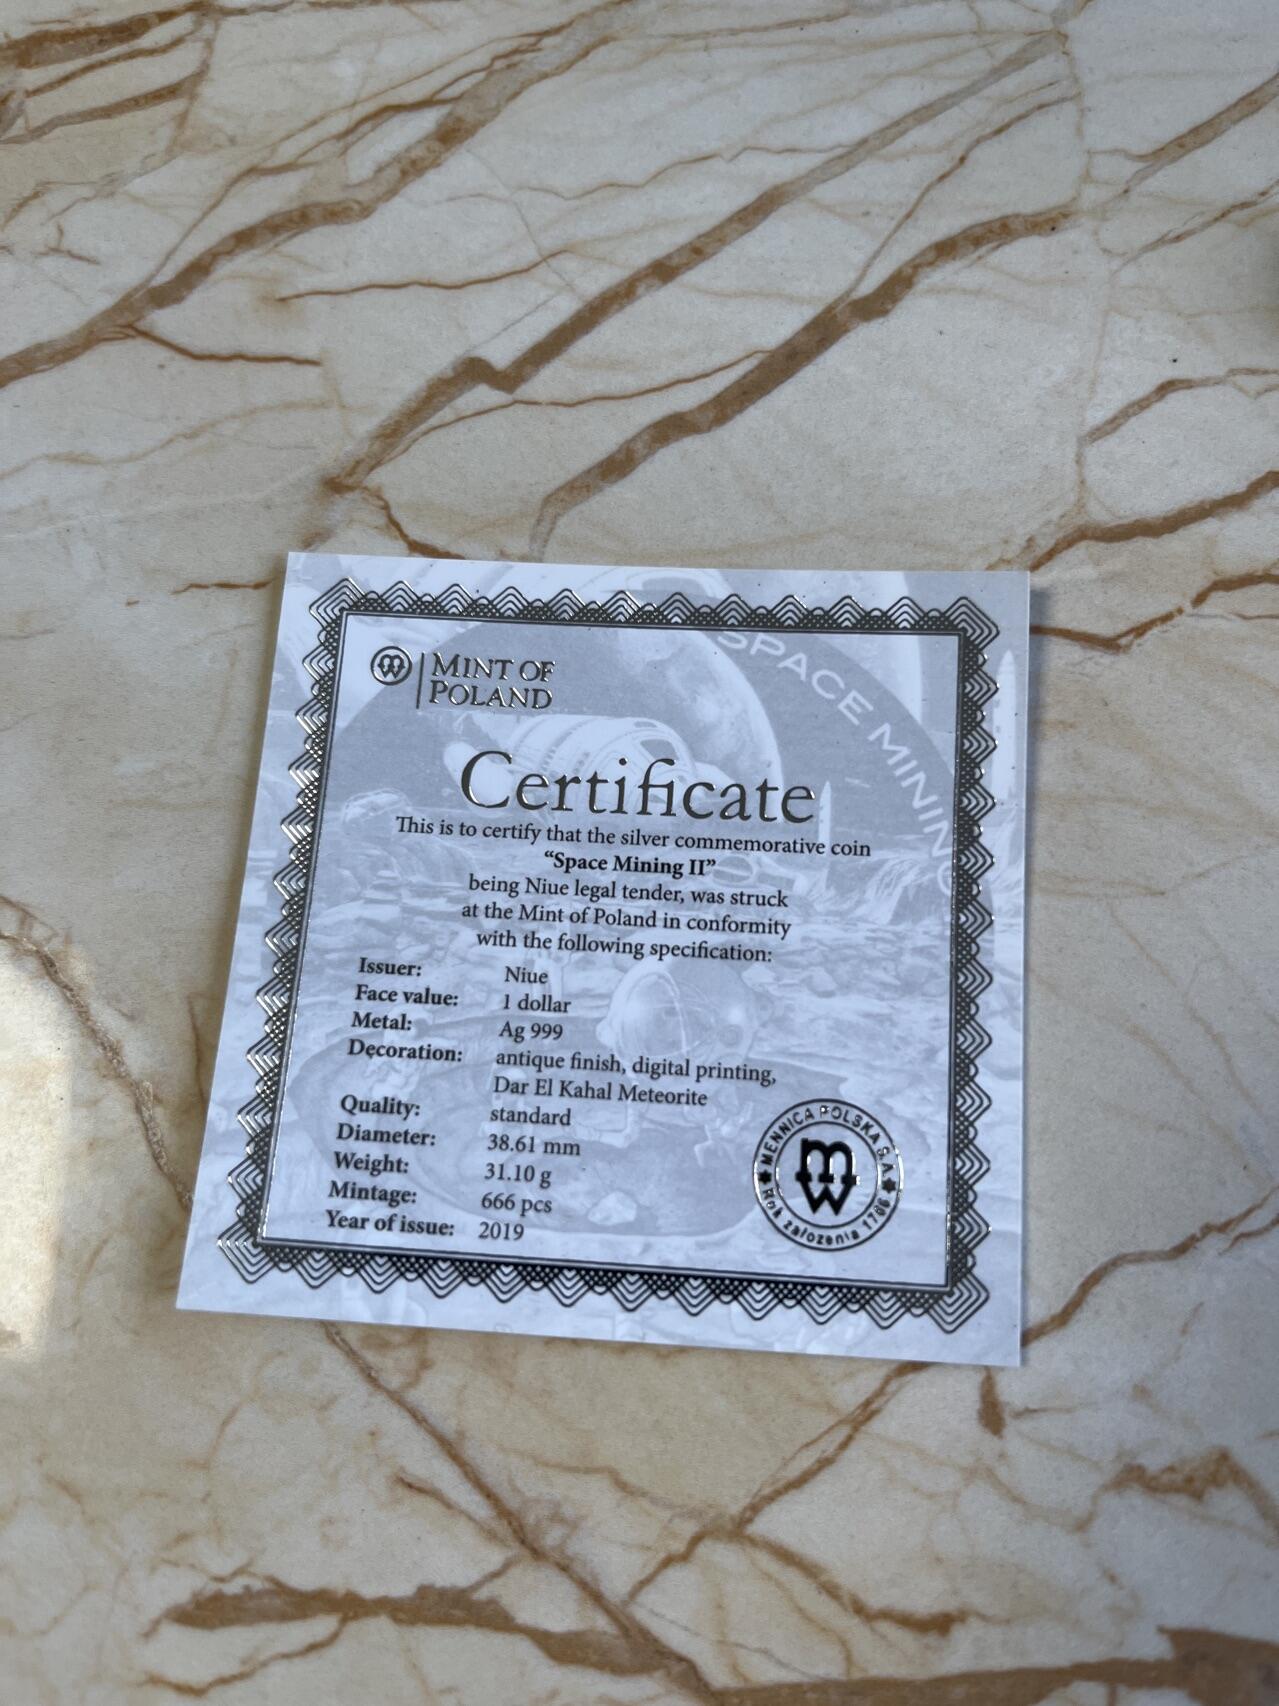 SPACE MINING
MINT OF
POLAND
Certificate
This is to certify that the silver commemorative coin
“Space Mining II”
being Niue legal tender, was struck
at the Mint of Poland in conformity
with the following specification:
Issuer: Niue
Face value: 1 dollar
Metal: Ag 999
Decoration: antique finish, digital printing,
Dar El Kahal Meteorite
Quality: standard
Diameter: 38.61 mm
Weight: 31.10 g
Mintage: 666 pcs
Year of issue: 2019
MENNICA POLSKA S.A.
Rok założenia 1766